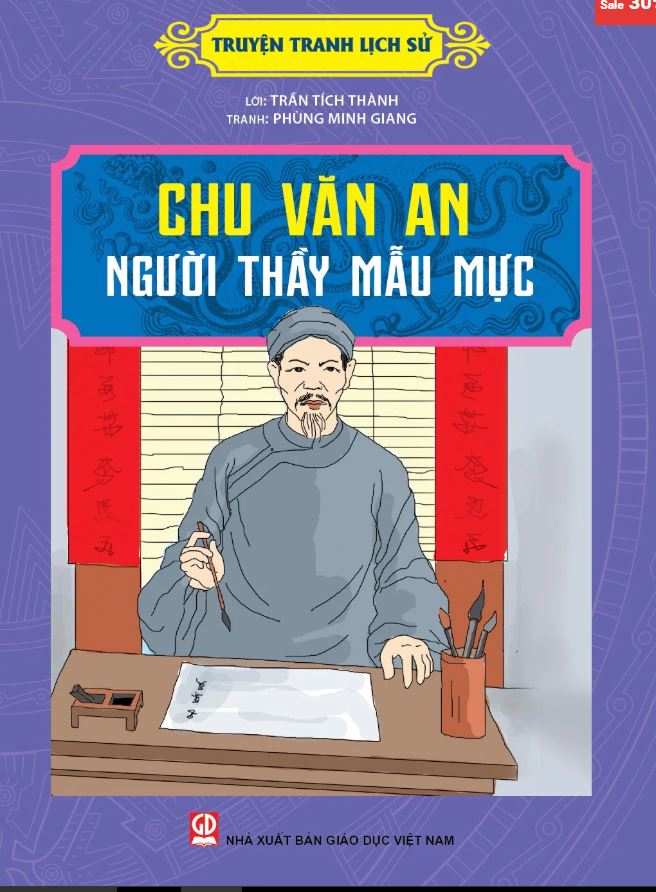 Sale 30%
TRUYỆN TRANH LỊCH SỬ
LỜI: TRẦN TÍCH THÀNH
TRANH: PHÙNG MINH GIANG
CHU VĂN AN
NGƯỜI THẦY MẪU MỰC
GD
NHÀ XUẤT BẢN GIÁO DỤC VIỆT NAM